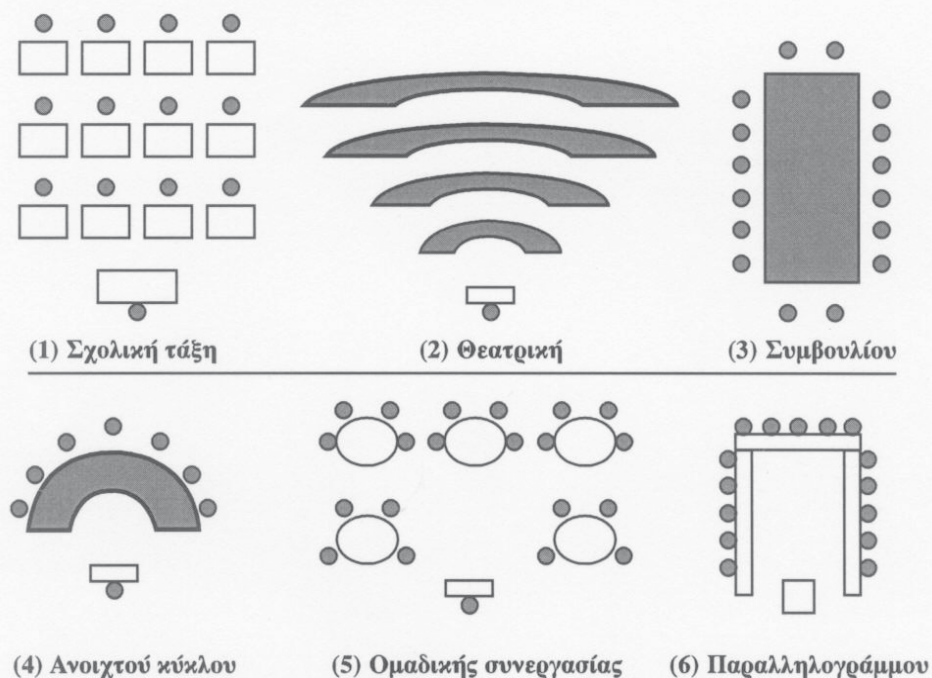 (1) Σχολική τάξη
(2) Θεατρική
(3) Συμβουλίου
(4) Ανοιχτού κύκλου
(5) Ομαδικής συνεργασίας
(6) Παραλληλογράμμου